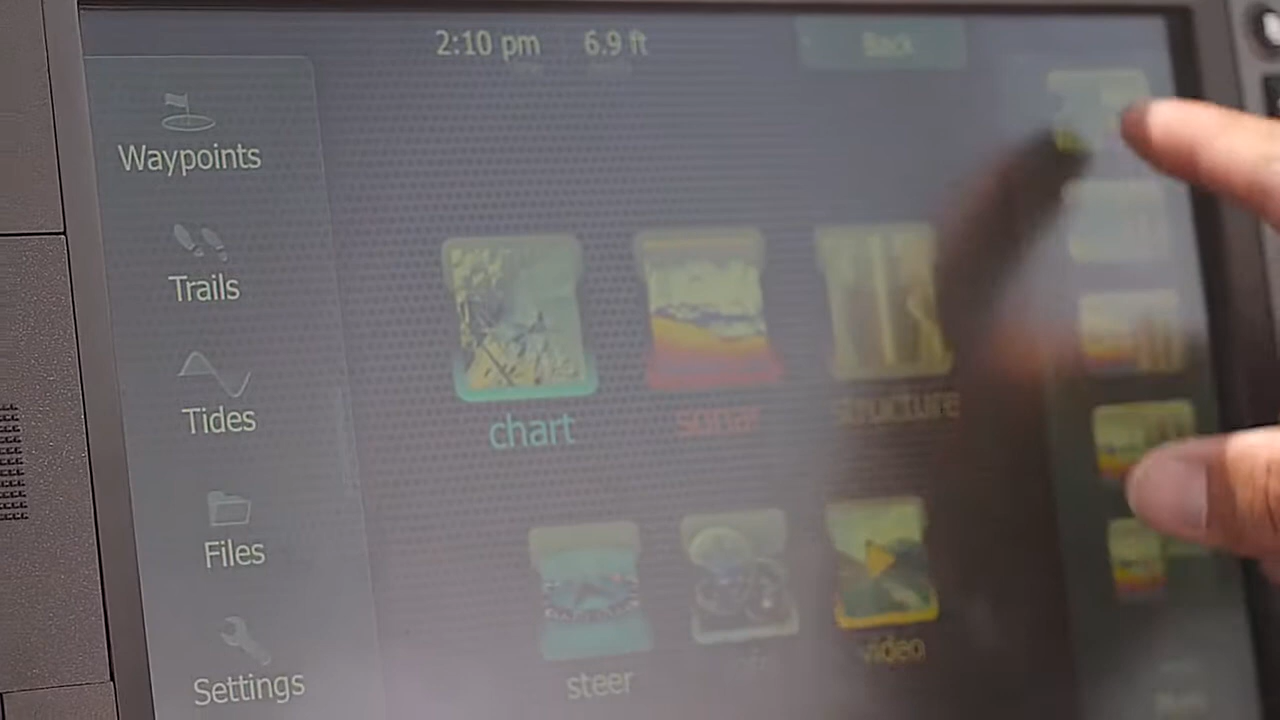 2:10 pm 6.9 ft Back
Waypoints
Trails
chart sonar structure
Tides
Files
steer video
Settings